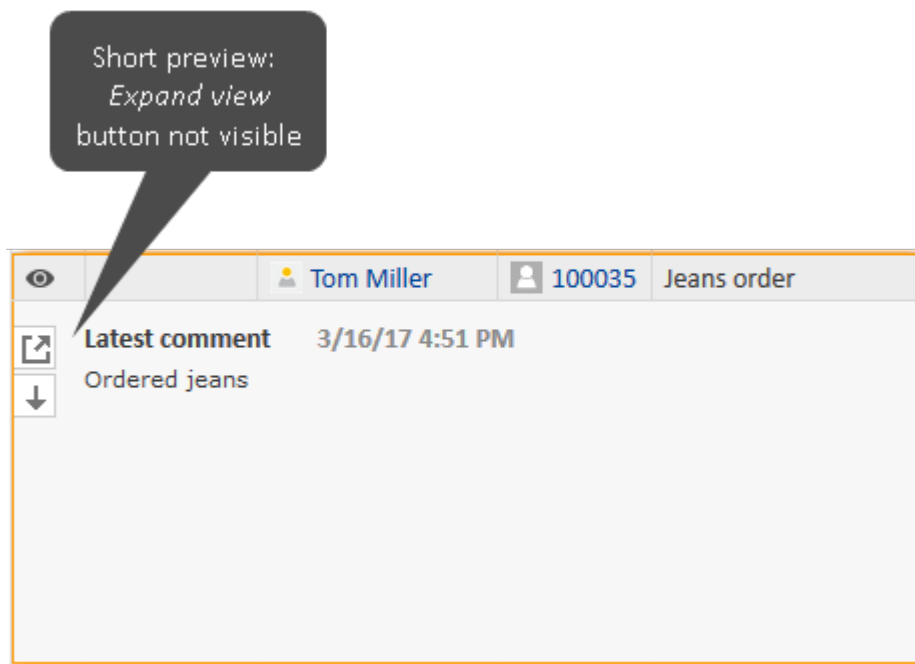 Short preview:
Expand view
button not visible
Tom Miller 100035 Jeans order
Latest comment 3/16/17 4:51 PM
Ordered jeans